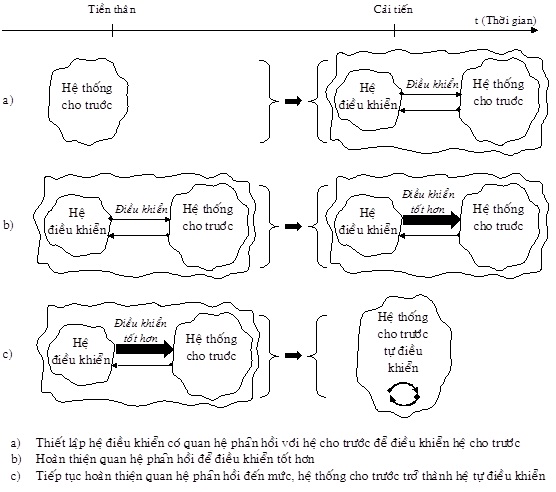 Tiền thân
Cải tiến
t (Thời gian)
a)
Hệ thống
cho trước
Hệ
điều khiển
Điều khiển
Hệ thống
cho trước
b)
Hệ
điều khiển
Điều khiển
Hệ thống
cho trước
Hệ
điều khiển
Điều khiển
tốt hơn
Hệ thống
cho trước
c)
Hệ
điều khiển
Điều khiển
tốt hơn
Hệ thống
cho trước
Hệ thống
cho trước
tự điều
khiển
a) Thiết lập hệ điều khiển có quan hệ phản hồi với hệ cho trước để điều khiển hệ cho trước
b) Hoàn thiện quan hệ phản hồi để điều khiển tốt hơn
c) Tiếp tục hoàn thiện quan hệ phản hồi đến mức, hệ thống cho trước trở thành hệ tự điều khiển